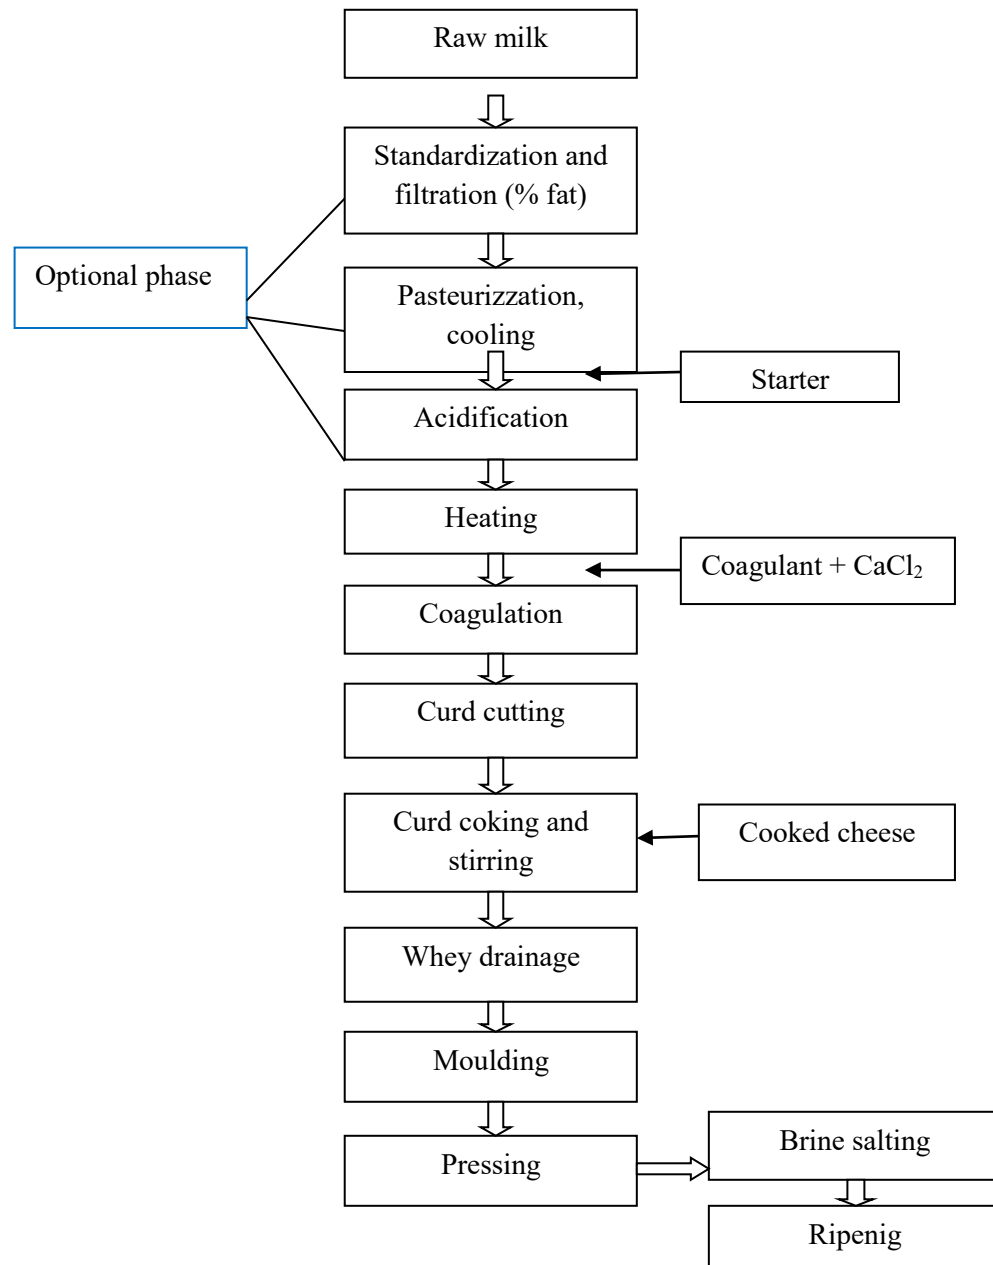 Raw milk
Standardization and
filtration (% fat)
Optional phase
Pasteurizzation,
cooling
Starter
Acidification
Heating
Coagulant + CaCl₂
Coagulation
Curd cutting
Curd coking and
stirring
Cooked cheese
Whey drainage
Moulding
Pressing
Brine salting
Ripenig